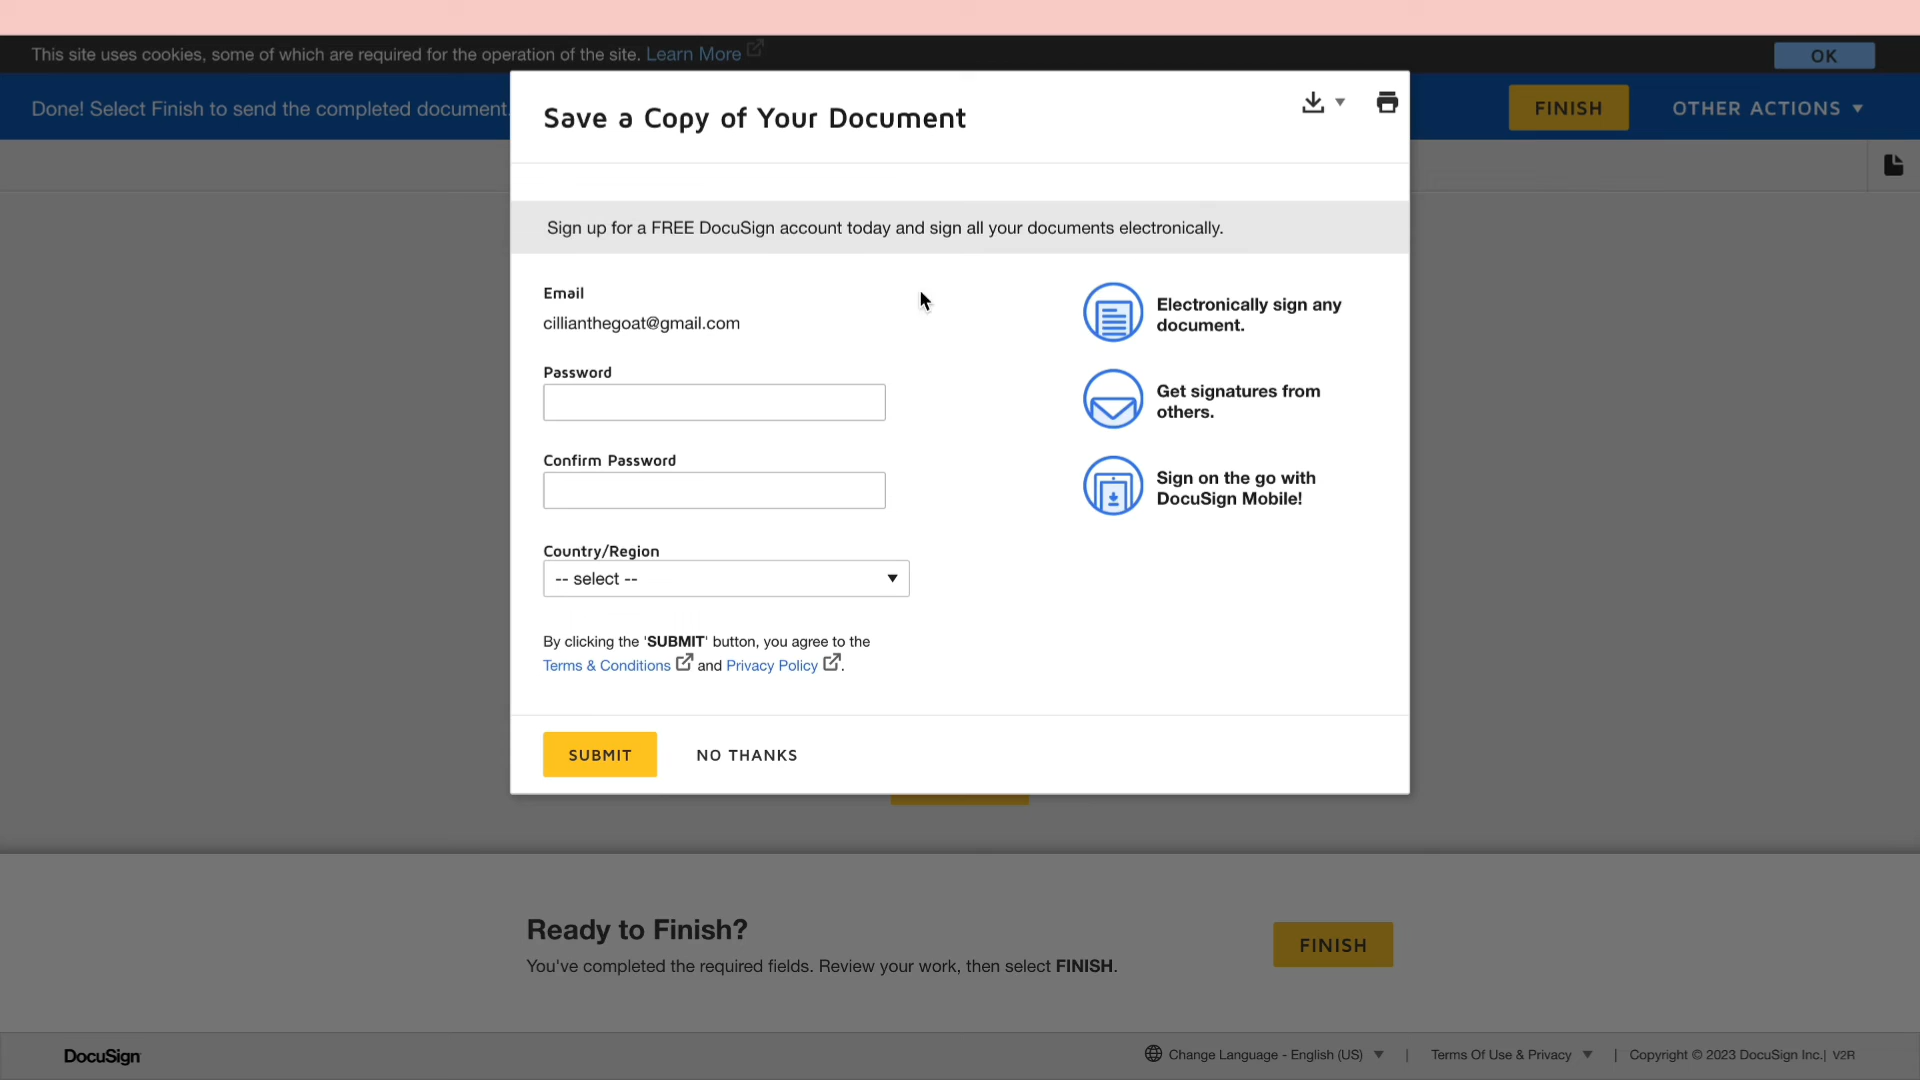 This site uses cookies, some of which are required for the operation of the site. Learn More
OK
Done! Select Finish to send the completed document.
FINISH
OTHER ACTIONS
Save a Copy of Your Document
Sign up for a FREE DocuSign account today and sign all your documents electronically.
Email
cillianthegoat@gmail.com
Password
Confirm Password
Country/Region
-- select --
By clicking the 'SUBMIT' button, you agree to the
Terms & Conditions and Privacy Policy .
Electronically sign any
document.
Get signatures from
others.
Sign on the go with
DocuSign Mobile!
SUBMIT
NO THANKS
Ready to Finish?
You've completed the required fields. Review your work, then select FINISH.
FINISH
DocuSign
Change Language - English (US) | Terms Of Use & Privacy | Copyright © 2023 DocuSign Inc. | V2R